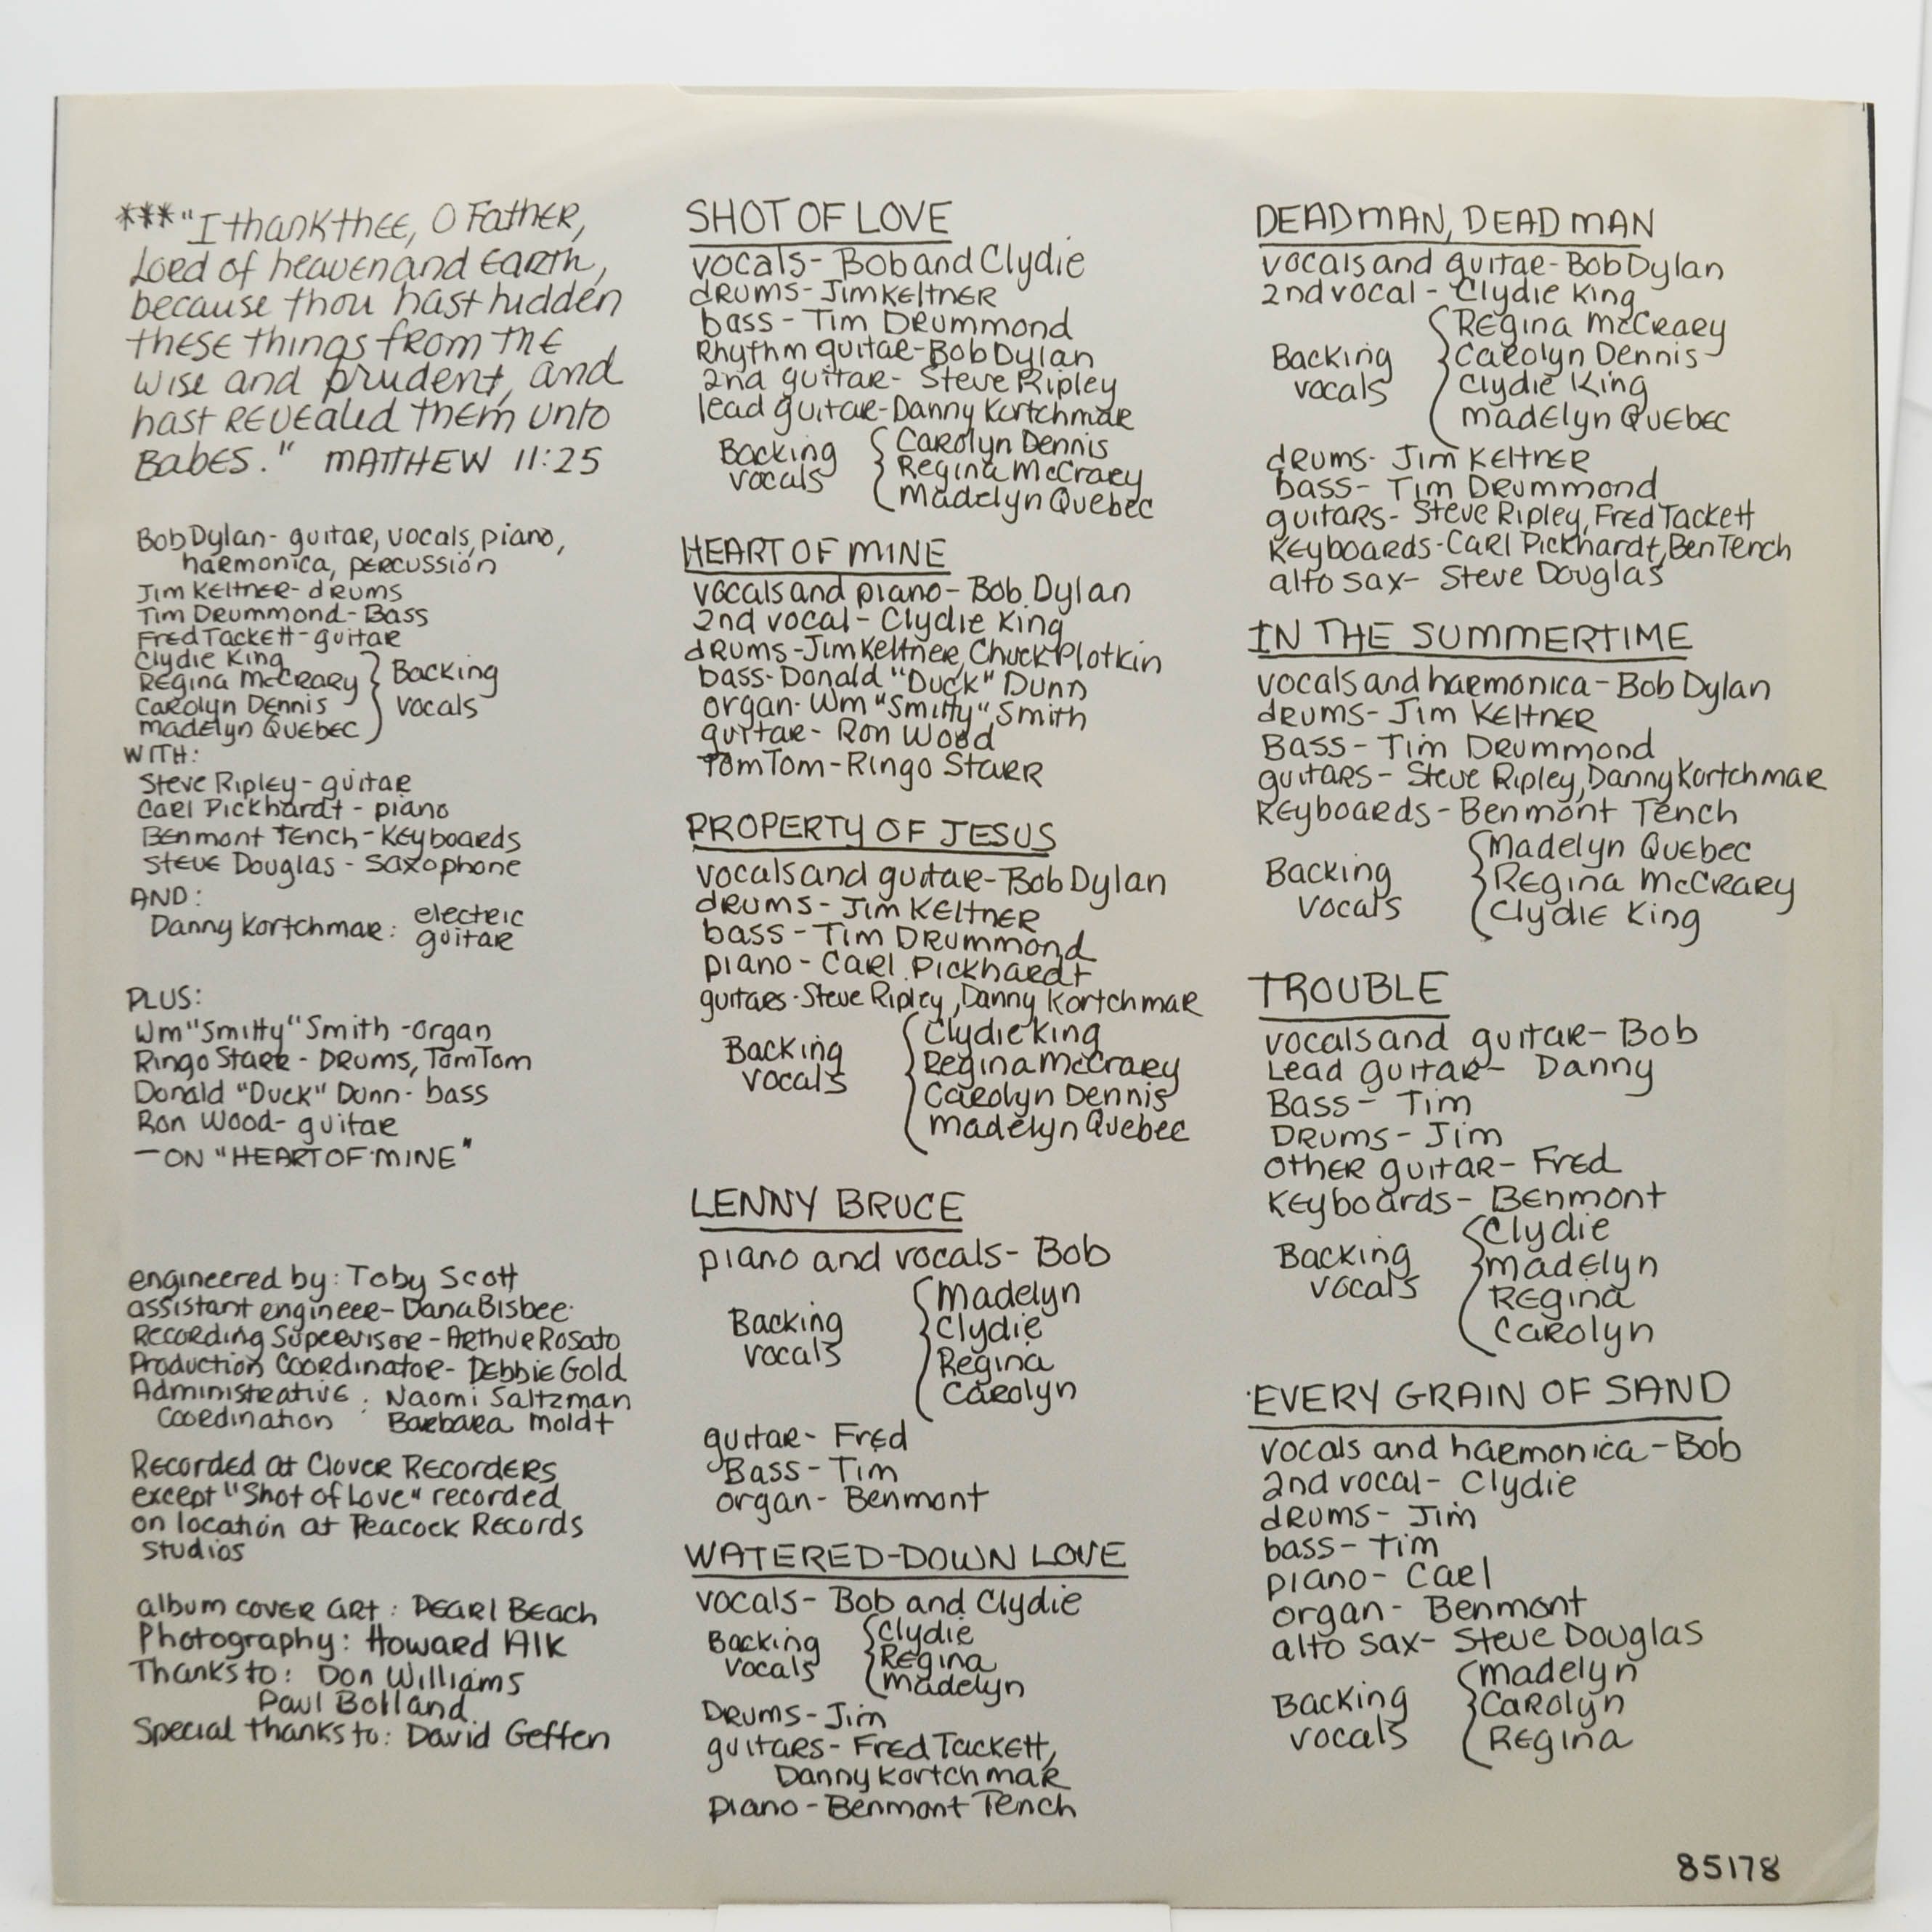 ***"I thank thee, O Father,
Lord of heaven and Earth,
because thou hast hidden
these things from the
wise and prudent, and
hast revealed them unto
Babes." MATTHEW 11:25
Bob Dylan- guitar, vocals, piano,
harmonica, percussion
Jim Keltner- drums
Tim Drummond- Bass
Fred Tackett- guitar
Clydie King
Regina McCrary
Carolyn Dennis
Madelyn Quebec
Backing
vocals
WITH:
Steve Ripley- guitar
Carl Pickhardt - piano
Benmont Tench- Keyboards
Steve Douglas - saxophone
AND:
Danny Kortchmar: electric
guitar
PLUS:
Wm "Smitty" Smith -organ
Ringo Starr - Drums, Tom Tom
Donald "Duck" Dunn- bass
Ron Wood- guitar
—ON "HEART OF MINE"
engineered by: Toby Scott
assistant engineer- Dana Bisbee
Recording Supervisor - Arthur Rosato
Production Coordinator- Debbie Gold
Administrative : Naomi Saltzman
Coordination Barbara Moldt
Recorded at Clover Recorders
except "Shot of Love" recorded
on location at Peacock Records
Studios
album cover art: PEARL BEACH
Photography: Howard Alk
Thanks to: Don Williams
Paul Bolland
Special thanks to: David Geffen
SHOT OF LOVE
vocals- Bob and Clydie
drums- Jim Keltner
bass- Tim Drummond
Rhythm guitar- Bob Dylan
2nd guitar- Steve Ripley
lead guitar- Danny Kortchmar
Backing
vocals
Carolyn Dennis
Regina McCrary
Madelyn Quebec
HEART OF MINE
vocals and piano- Bob Dylan
2nd vocal- Clydie King
drums- Jim Keltner, Chuck Plotkin
bass- Donald "Duck" Dunn
organ- Wm "Smitty" Smith
guitar- Ron Wood
Tom Tom- Ringo Starr
PROPERTY OF JESUS
vocals and guitar- Bob Dylan
drums- Jim Keltner
bass- Tim Drummond
piano- Carl Pickhardt
guitars- Steve Ripley, Danny Kortchmar
Backing
vocals
Clydie King
Regina McCrary
Carolyn Dennis
Madelyn Quebec
LENNY BRUCE
piano and vocals- Bob
Backing
vocals
Madelyn
Clydie
Regina
Carolyn
guitar- Fred
Bass- Tim
organ- Benmont
WATERED-DOWN LOVE
vocals- Bob and Clydie
Backing
vocals
Clydie
Regina
Madelyn
Drums- Jim
guitars- Fred Tackett,
Danny Kortchmar
piano- Benmont Tench
DEAD MAN, DEAD MAN
vocals and guitar- Bob Dylan
2nd vocal- Clydie King
Backing
vocals
Regina McCrary
Carolyn Dennis
Clydie King
Madelyn Quebec
drums- Jim Keltner
bass- Tim Drummond
guitars- Steve Ripley, Fred Tackett
Keyboards- Carl Pickhardt, Ben Tench
alto sax- Steve Douglas
IN THE SUMMERTIME
vocals and harmonica- Bob Dylan
drums- Jim Keltner
Bass- Tim Drummond
guitars- Steve Ripley, Danny Kortchmar
Keyboards- Benmont Tench
Backing
vocals
Madelyn Quebec
Regina McCrary
Clydie King
TROUBLE
vocals and guitar- Bob
Lead guitar- Danny
Bass- Tim
Drums- Jim
other guitar- Fred
Keyboards- Benmont
Backing
vocals
Clydie
Madelyn
Regina
Carolyn
EVERY GRAIN OF SAND
vocals and harmonica- Bob
2nd vocal- Clydie
drums- Jim
bass- Tim
piano- Carl
organ- Benmont
alto sax- Steve Douglas
Backing
vocals
Madelyn
Carolyn
Regina
85178